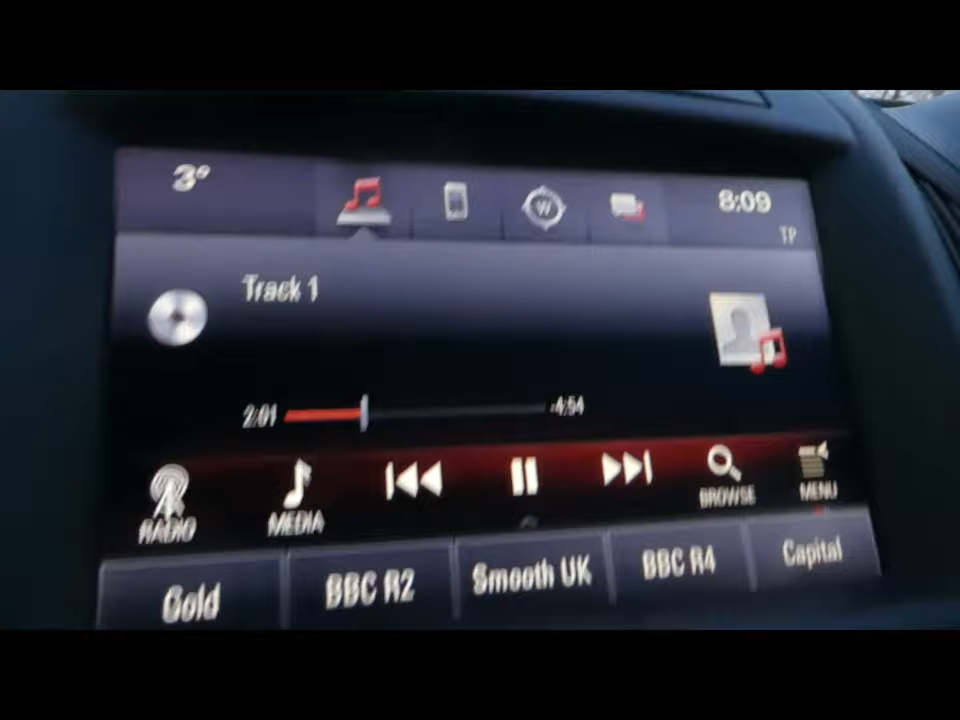 3°
W
8:09
TP
Track 1
2:01
-4:54
RADIO
MEDIA
BROWSE
MENU
Gold
BBC R2
Smooth UK
BBC R4
Capital